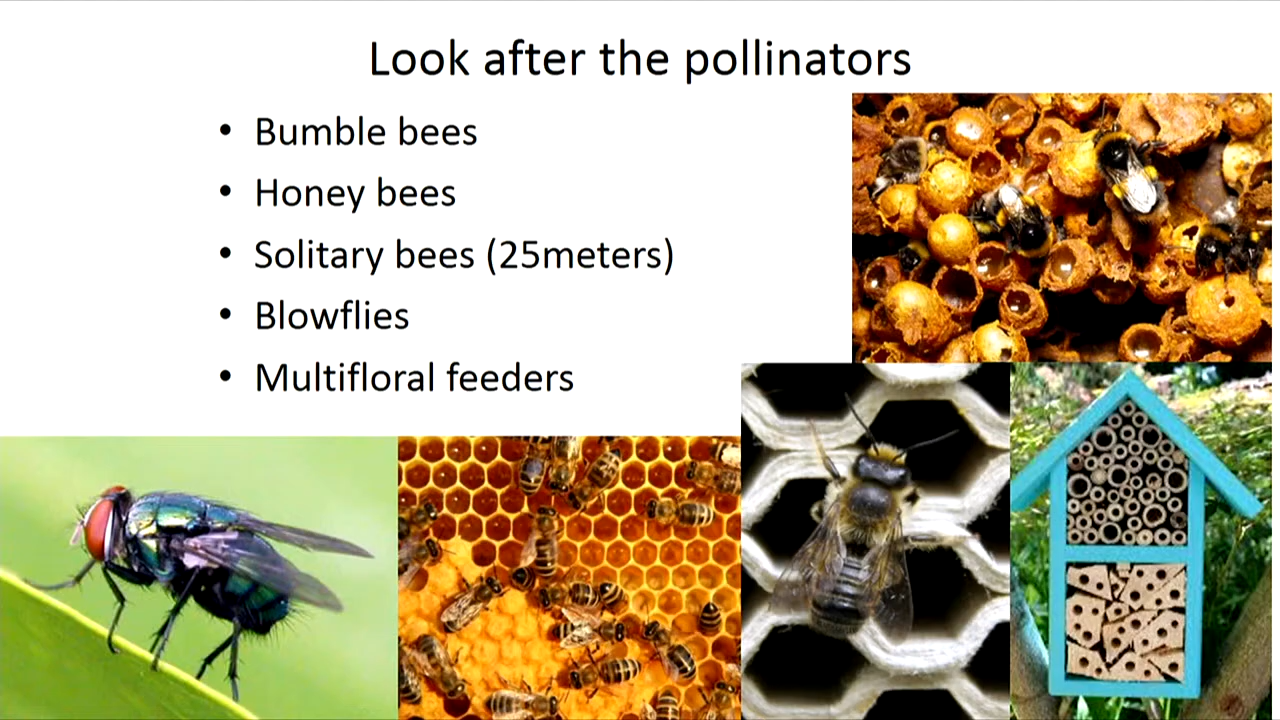 Look after the pollinators
• Bumble bees
• Honey bees
• Solitary bees (25meters)
• Blowflies
• Multifloral feeders